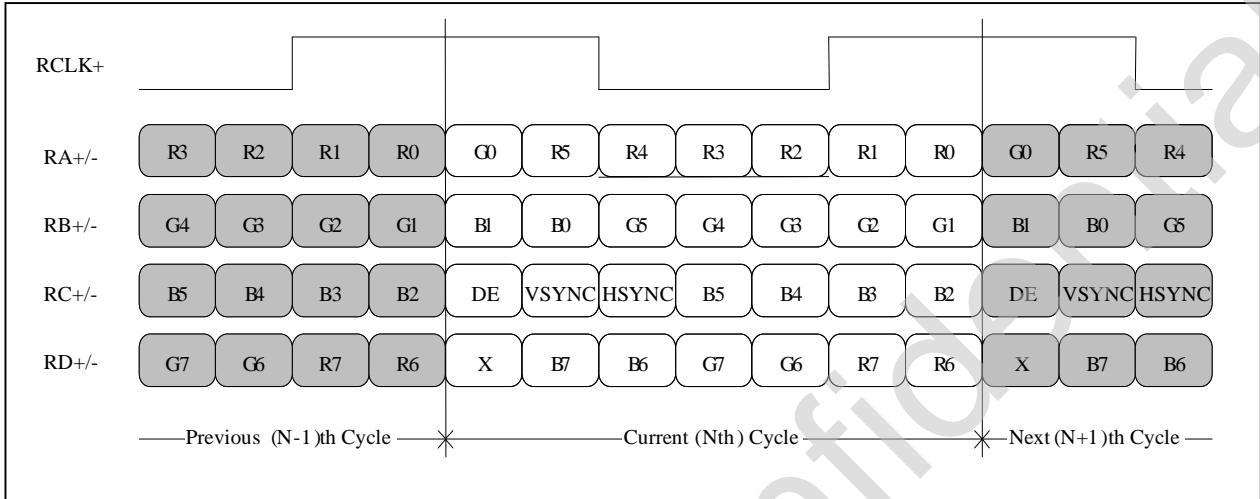 RCLK+
RA+/- R3 R2 R1 R0 G0 R5 R4 R3 R2 R1 R0 G0 R5 R4
RB+/- G4 G3 G2 G1 B1 B0 G5 G4 G3 G2 G1 B1 B0 G5
RC+/- B5 B4 B3 B2 DE VSYNC HSYNC B5 B4 B3 B2 DE VSYNC HSYNC
RD+/- G7 G6 R7 R6 X B7 B6 G7 G6 R7 R6 X B7 B6
Previous (N-1)th Cycle Current (Nth) Cycle Next (N+1)th Cycle